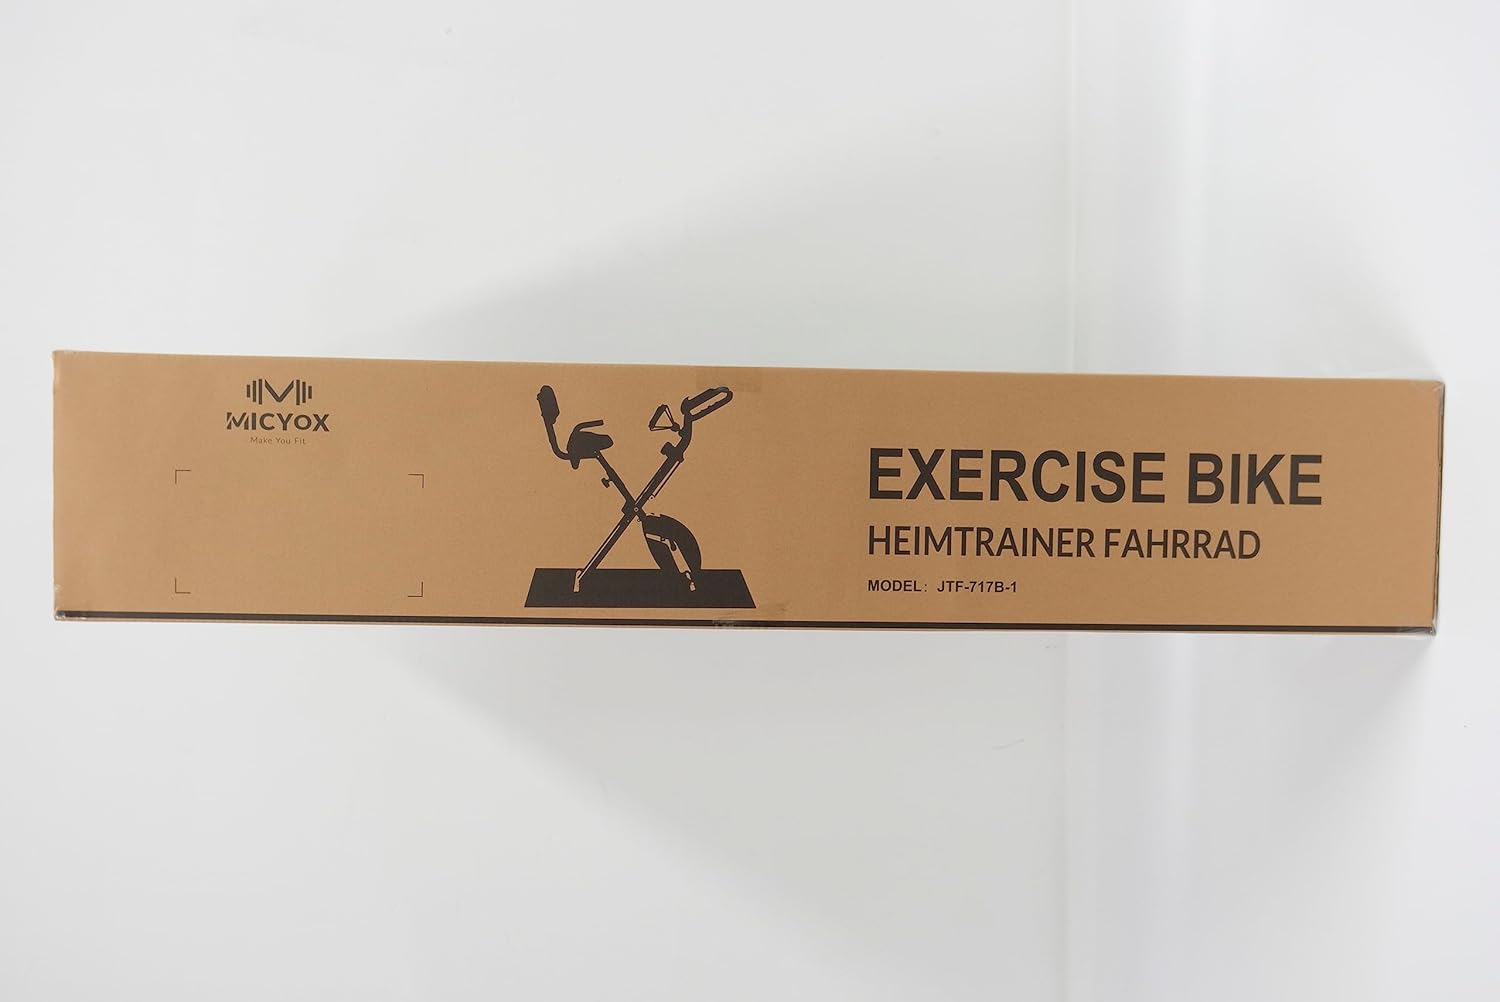 MICYOX
Make You Fit
EXERCISE BIKE
HEIMTRAINER FAHRRAD
MODEL: JTF-717B-1